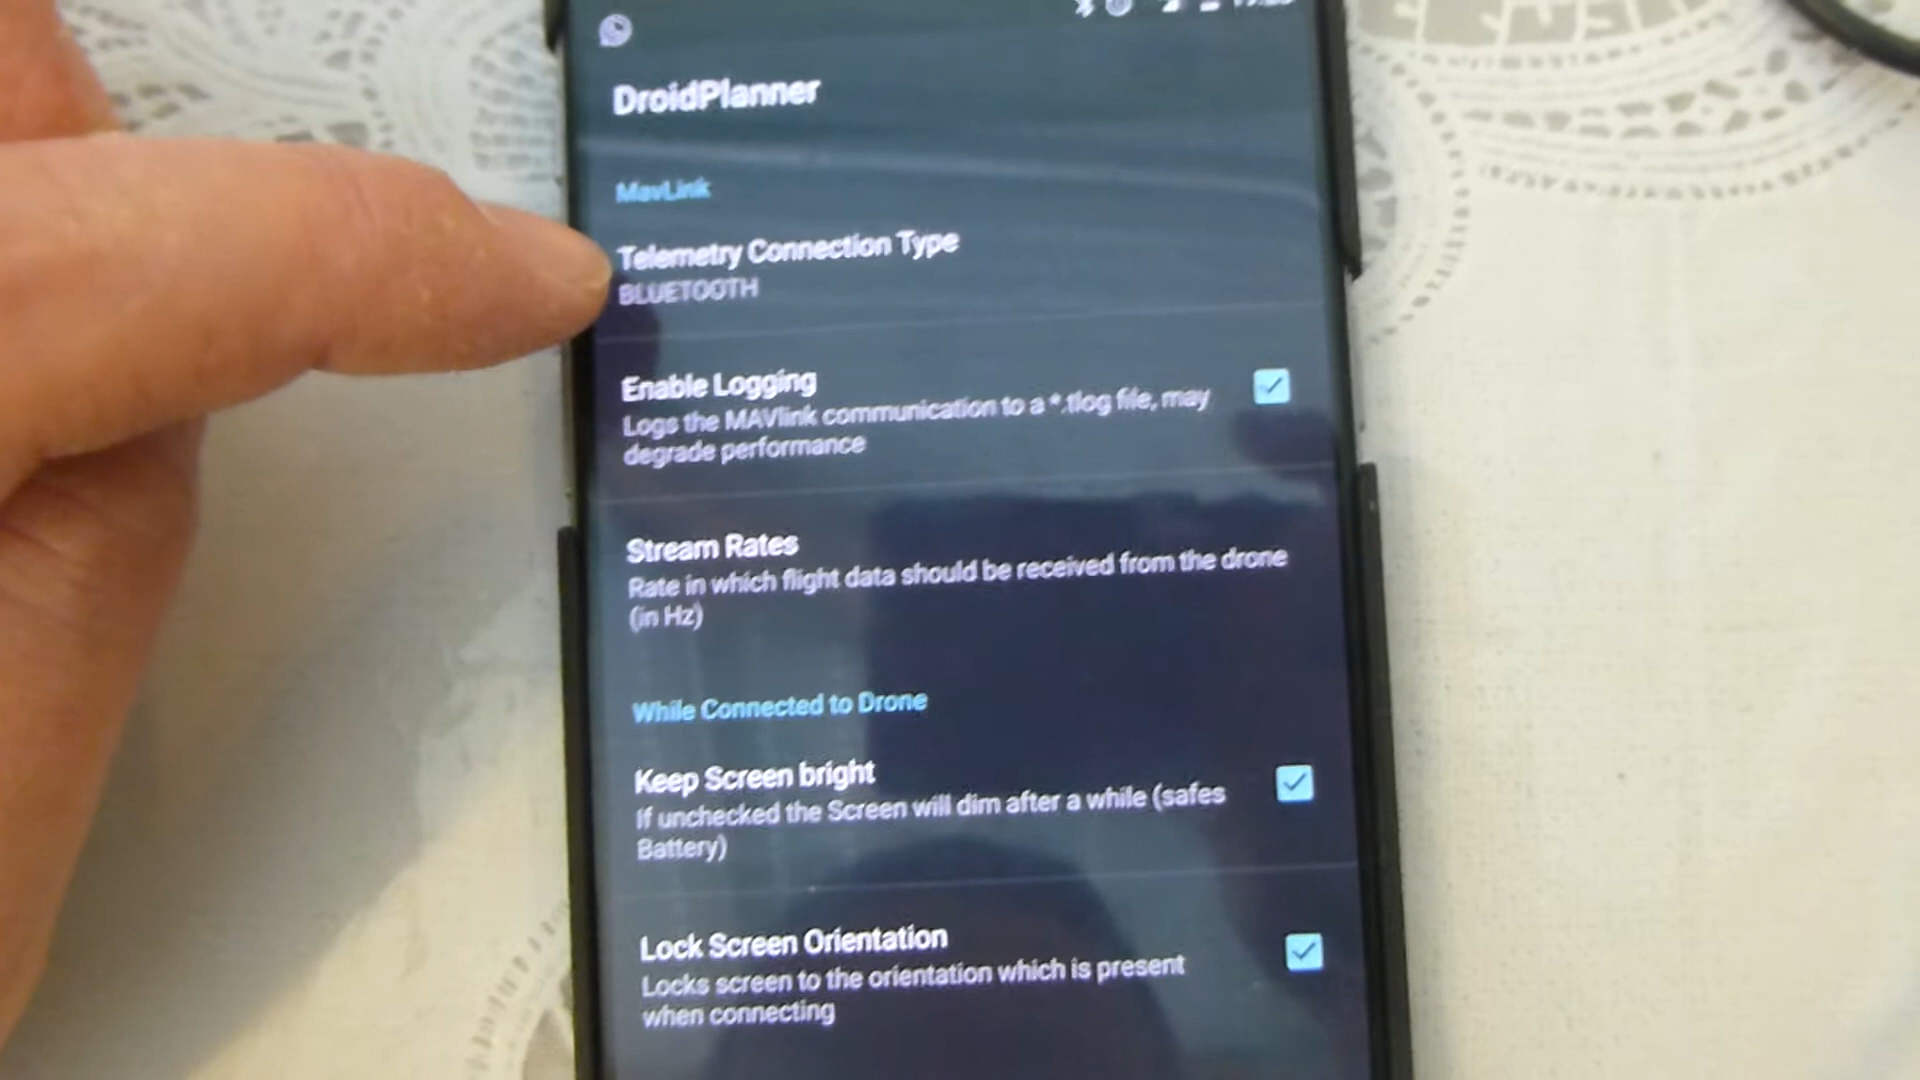 DroidPlanner
MavLink
Telemetry Connection Type
BLUETOOTH
Enable Logging
Logs the MAVlink communication to a *.tlog file, may
degrade performance
Stream Rates
Rate in which flight data should be received from the drone
(in Hz)
While Connected to Drone
Keep Screen bright
If unchecked the Screen will dim after a while (safes
Battery)
Lock Screen Orientation
Locks screen to the orientation which is present
when connecting